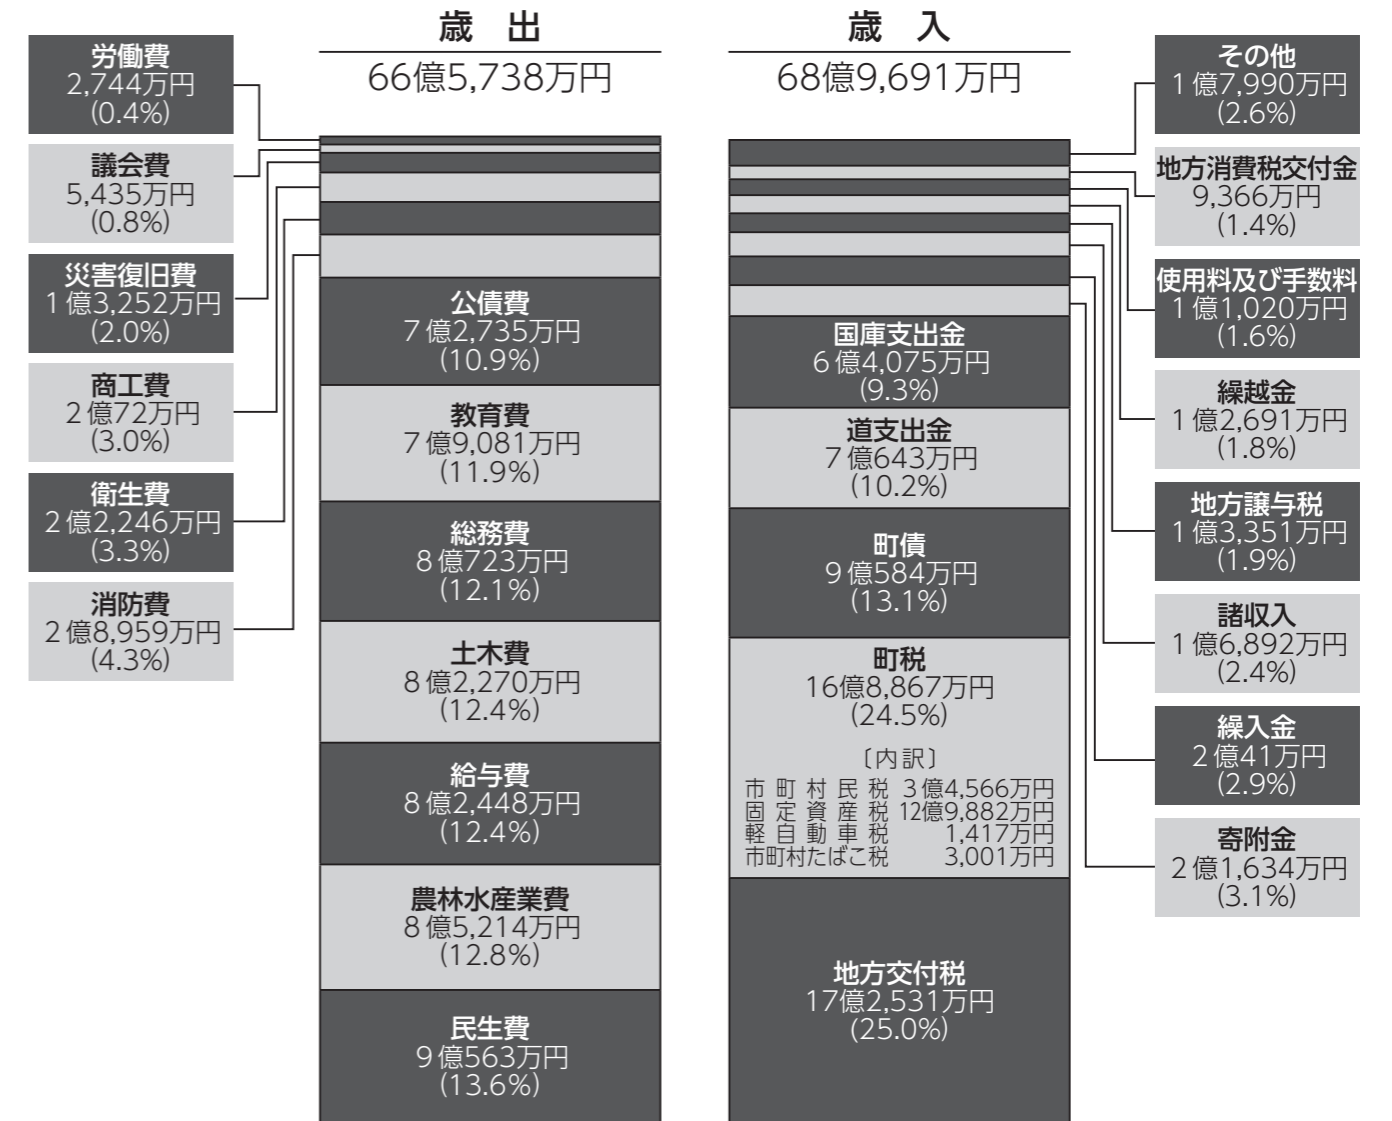 歳出
66億5,738万円
労働費
2,744万円
(0.4%)
議会費
5,435万円
(0.8%)
災害復旧費
1億3,252万円
(2.0%)
商工費
2億72万円
(3.0%)
衛生費
2億2,246万円
(3.3%)
消防費
2億8,959万円
(4.3%)
公債費
7億2,735万円
(10.9%)
教育費
7億9,081万円
(11.9%)
総務費
8億723万円
(12.1%)
土木費
8億2,270万円
(12.4%)
給与費
8億2,448万円
(12.4%)
農林水産業費
8億5,214万円
(12.8%)
民生費
9億563万円
(13.6%)
歳入
68億9,691万円
その他
1億7,990万円
(2.6%)
地方消費税交付金
9,366万円
(1.4%)
使用料及び手数料
1億1,020万円
(1.6%)
繰越金
1億2,691万円
(1.8%)
地方譲与税
1億3,351万円
(1.9%)
諸収入
1億6,892万円
(2.4%)
繰入金
2億41万円
(2.9%)
寄附金
2億1,634万円
(3.1%)
国庫支出金
6億4,075万円
(9.3%)
道支出金
7億643万円
(10.2%)
町債
9億584万円
(13.1%)
町税
16億8,867万円
(24.5%)
〔内訳〕
市町村民税 3億4,566万円
固定資産税 12億9,882万円
軽自動車税 1,417万円
市町村たばこ税 3,001万円
地方交付税
17億2,531万円
(25.0%)